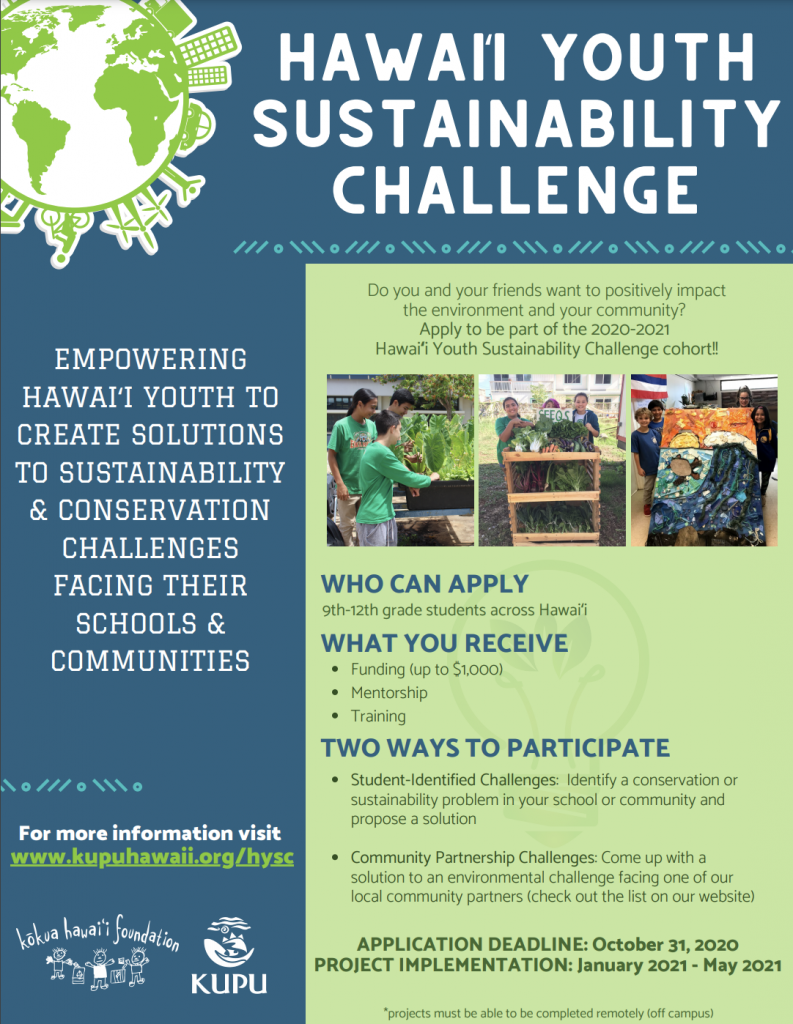 HAWAIʻI YOUTH
SUSTAINABILITY
CHALLENGE
EMPOWERING
HAWAIʻI YOUTH TO
CREATE SOLUTIONS
TO SUSTAINABILITY
& CONSERVATION
CHALLENGES
FACING THEIR
SCHOOLS &
COMMUNITIES
For more information visit
www.kupuhawaii.org/hysc
kōkua hawaiʻi foundation
KUPU
Do you and your friends want to positively impact
the environment and your community?
Apply to be part of the 2020-2021
Hawaiʻi Youth Sustainability Challenge cohort!!
WHO CAN APPLY
9th-12th grade students across Hawaiʻi
WHAT YOU RECEIVE
• Funding (up to $1,000)
• Mentorship
• Training
TWO WAYS TO PARTICIPATE
• Student-Identified Challenges: Identify a conservation or
sustainability problem in your school or community and
propose a solution
• Community Partnership Challenges: Come up with a
solution to an environmental challenge facing one of our
local community partners (check out the list on our website)
APPLICATION DEADLINE: October 31, 2020
PROJECT IMPLEMENTATION: January 2021 - May 2021
*projects must be able to be completed remotely (off campus)